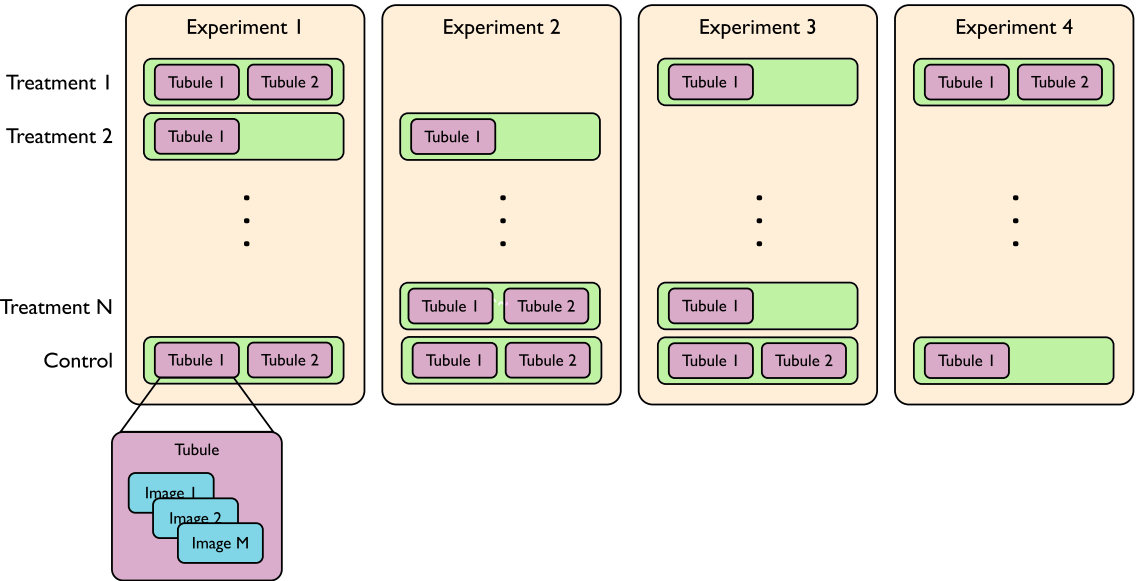 Experiment 1
Experiment 2
Experiment 3
Experiment 4
Treatment 1
Tubule 1
Tubule 2
Tubule 1
Tubule 1
Tubule 2
Treatment 2
Tubule 1
Tubule 1
Treatment N
Tubule 1
Tubule 2
Tubule 1
Control
Tubule 1
Tubule 2
Tubule 1
Tubule 2
Tubule 1
Tubule 2
Tubule 1
Tubule
Image 1
Image 2
Image M